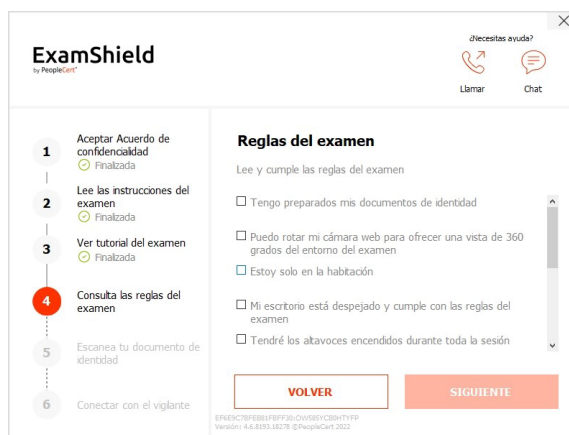 ¿Necesitas ayuda?
ExamShield
by PeopleCert
Llamar
Chat
1
Aceptar Acuerdo de
confidencialidad
Finalizada
2
Lee las instrucciones del
examen
Finalizada
3
Ver tutorial del examen
Finalizada
4
Consulta las reglas del
examen
5
Escanea tu documento de
identidad
6
Conectar con el vigilante
Reglas del examen
Lee y cumple las reglas del examen
Tengo preparados mis documentos de identidad
Puedo rotar mi cámara web para ofrecer una vista de 360
grados del entorno del examen
Estoy solo en la habitación
Mi escritorio está despejado y cumple con las reglas del
examen
Tendré los altavoces encendidos durante toda la sesión
VOLVER
SIGUIENTE
Versión: 4.6.8193.18278 @PeopleCert 2022